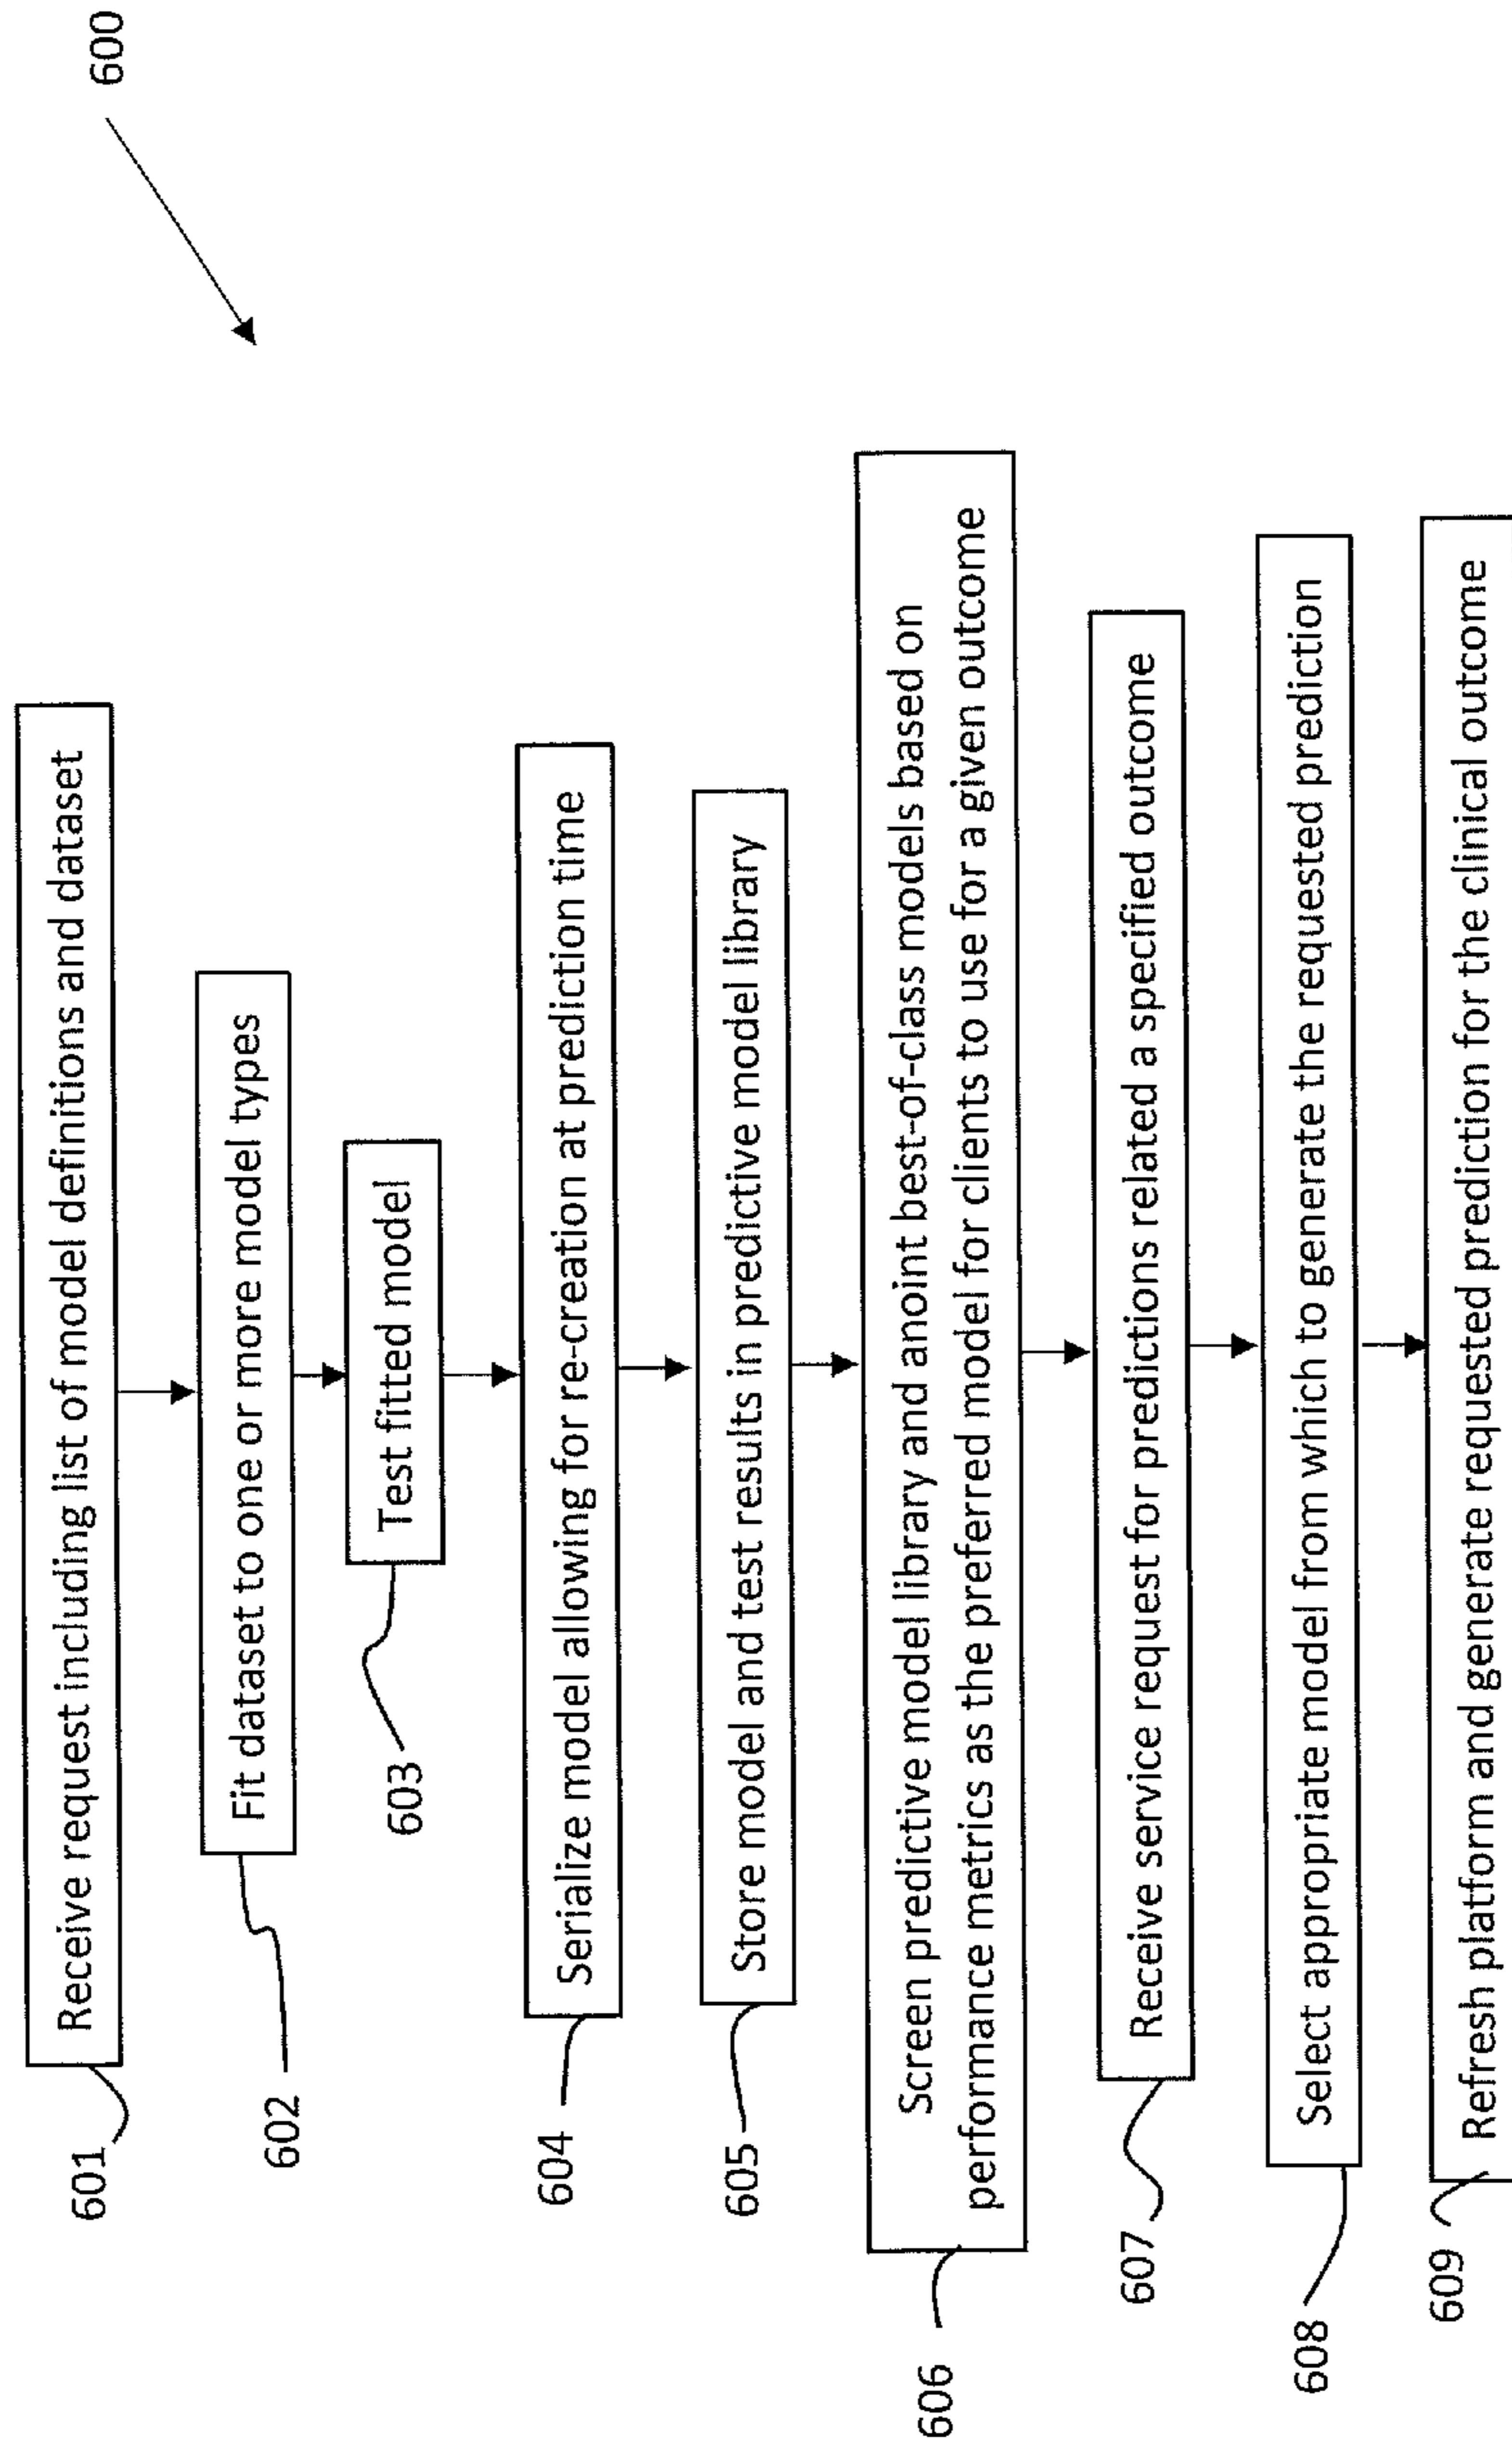 600
601
Receive request including list of model definitions and dataset
602
Fit dataset to one or more model types
603
Test fitted model
604
Serialize model allowing for re-creation at prediction time
605
Store model and test results in predictive model library
606
Screen predictive model library and anoint best-of-class models based on
performance metrics as the preferred model for clients to use for a given outcome
607
Receive service request for predictions related a specified outcome
608
Select appropriate model from which to generate the requested prediction
609
Refresh platform and generate requested prediction for the clinical outcome